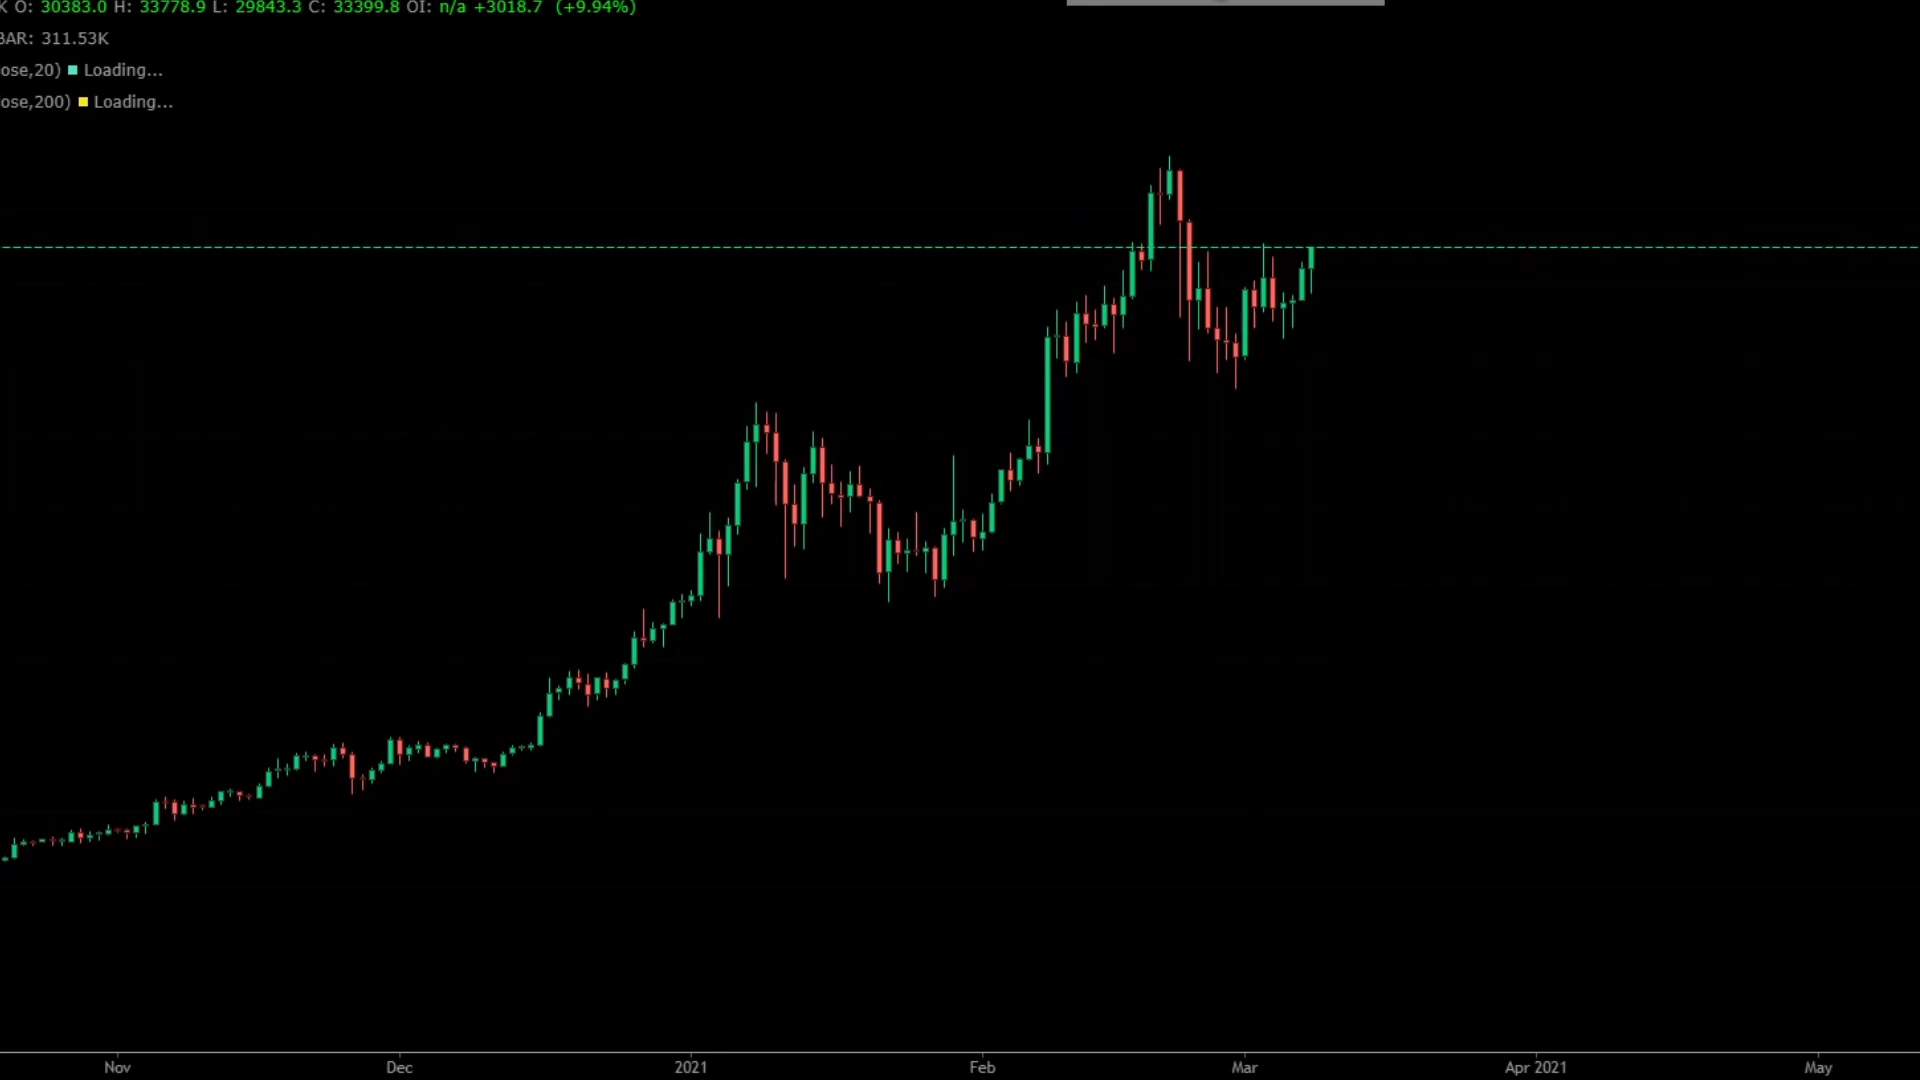 K O: 30383.0 H: 33778.9 L: 29843.3 C: 33399.8 OI: n/a +3018.7 (+9.94%)
BAR: 311.53K
ose,20) Loading...
ose,200) Loading...
Nov Dec 2021 Feb Mar Apr 2021 May